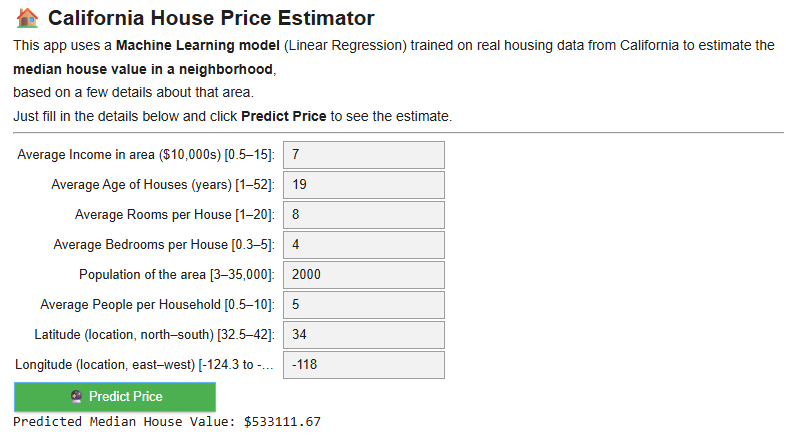 California House Price Estimator
This app uses a Machine Learning model (Linear Regression) trained on real housing data from California to estimate the
median house value in a neighborhood,
based on a few details about that area.
Just fill in the details below and click Predict Price to see the estimate.
Average Income in area ($10,000s) [0.5–15]: 7
Average Age of Houses (years) [1–52]: 19
Average Rooms per House [1–20]: 8
Average Bedrooms per House [0.3–5]: 4
Population of the area [3–35,000]: 2000
Average People per Household [0.5–10]: 5
Latitude (location, north–south) [32.5–42]: 34
Longitude (location, east–west) [-124.3 to -... -118
Predict Price
Predicted Median House Value: $533111.67